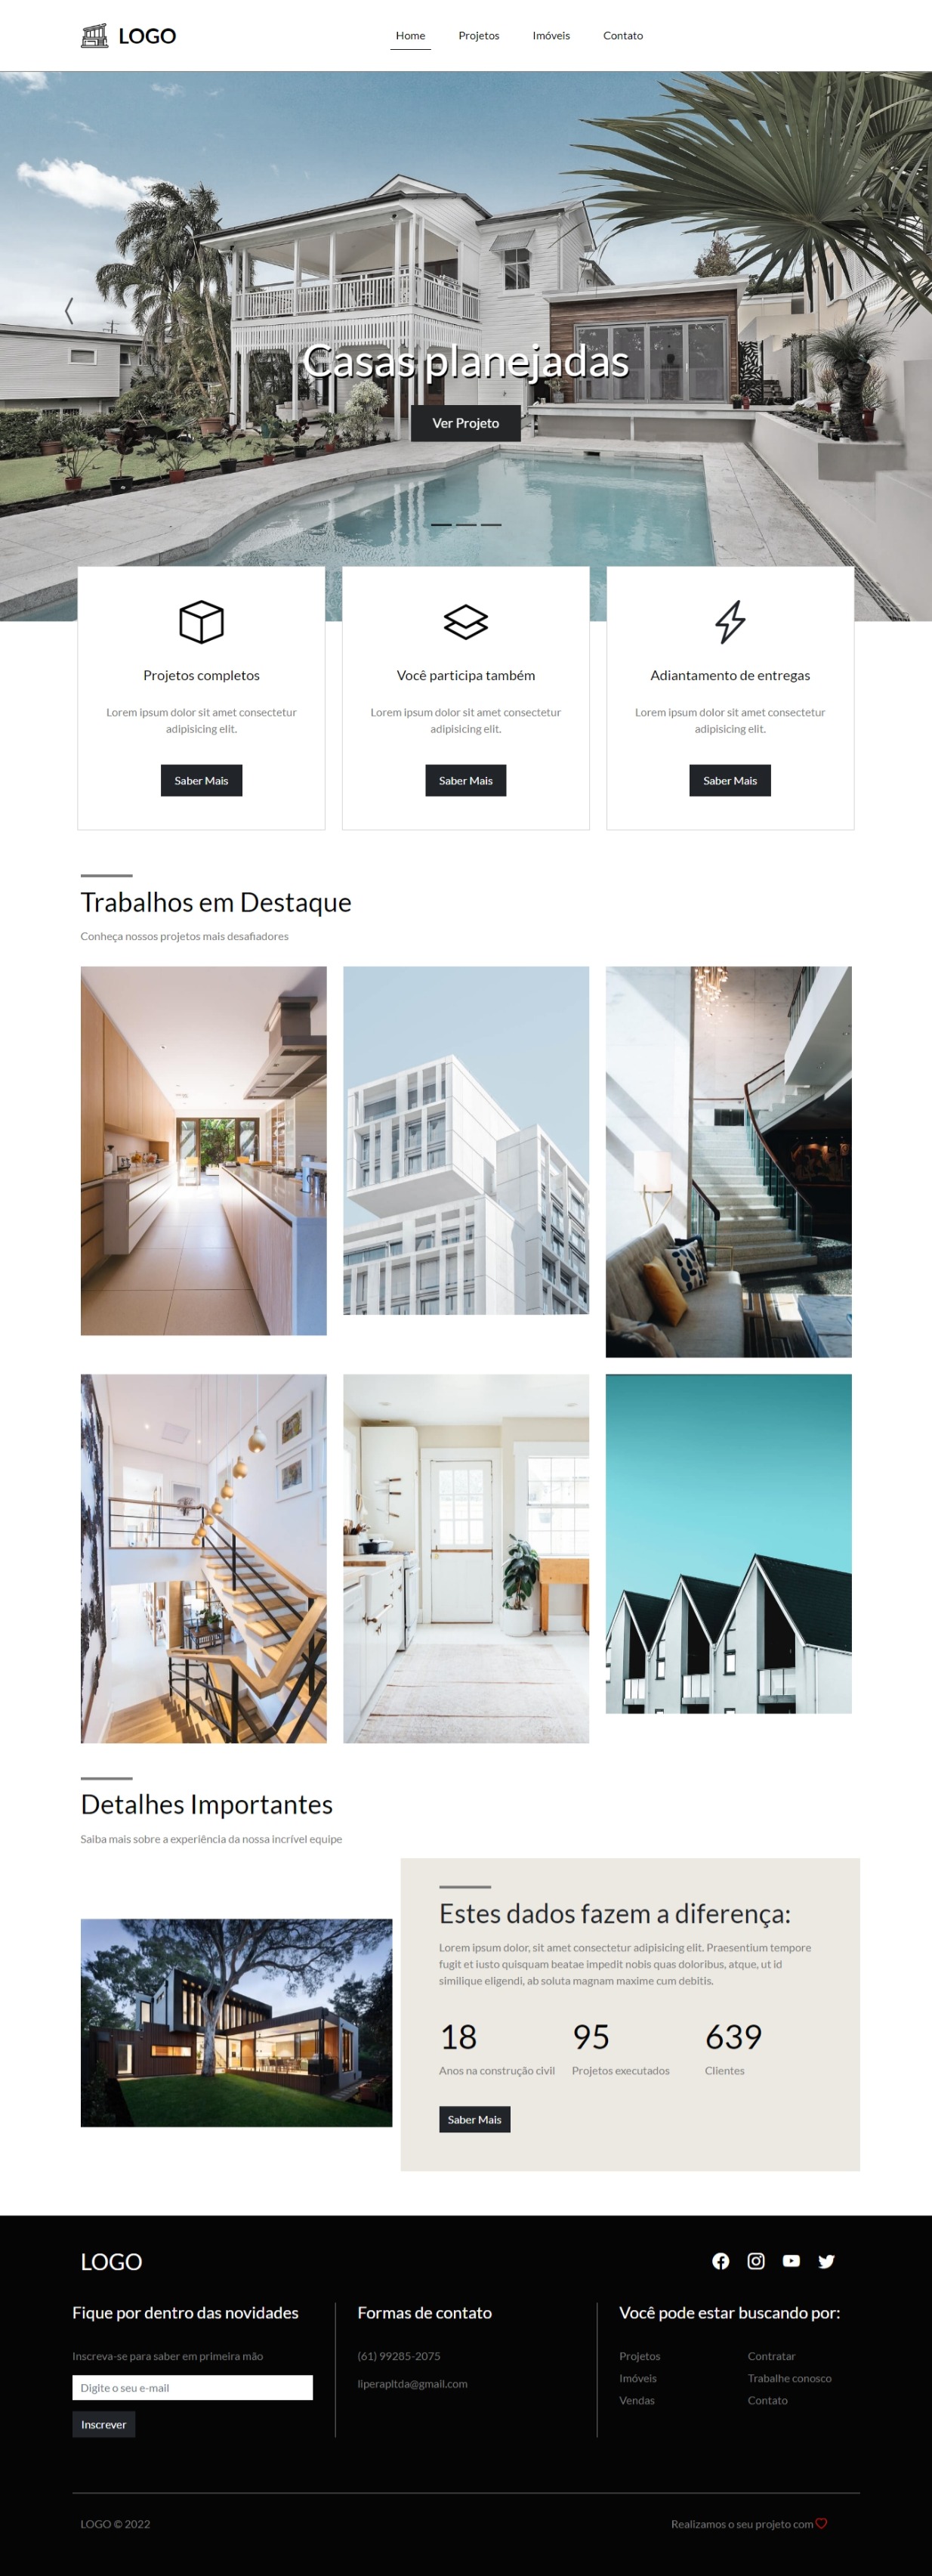 LOGO
Home Projetos Imóveis Contato
Casas planejadas
Ver Projeto
Projetos completos
Lorem ipsum dolor sit amet consectetur
adipisicing elit.
Saber Mais
Você participa também
Lorem ipsum dolor sit amet consectetur
adipisicing elit.
Saber Mais
Adiantamento de entregas
Lorem ipsum dolor sit amet consectetur
adipisicing elit.
Saber Mais
Trabalhos em Destaque
Conheça nossos projetos mais desafiadores
Detalhes Importantes
Saiba mais sobre a experiência da nossa incrível equipe
Estes dados fazem a diferença:
Lorem ipsum dolor, sit amet consectetur adipisicing elit. Praesentium tempore
fugit et iusto quisquam beatae impedit nobis quas doloribus, atque, ut id
similique eligendi, ab soluta magnam maxime cum debitis.
18
Anos na construção civil
95
Projetos executados
639
Clientes
Saber Mais
LOGO
Fique por dentro das novidades
Inscreva-se para saber em primeira mão
Digite o seu e-mail
Inscrever
Formas de contato
(61) 99285-2075
liperapltda@gmail.com
Você pode estar buscando por:
Projetos
Imóveis
Vendas
Contratar
Trabalhe conosco
Contato
LOGO © 2022
Realizamos o seu projeto com